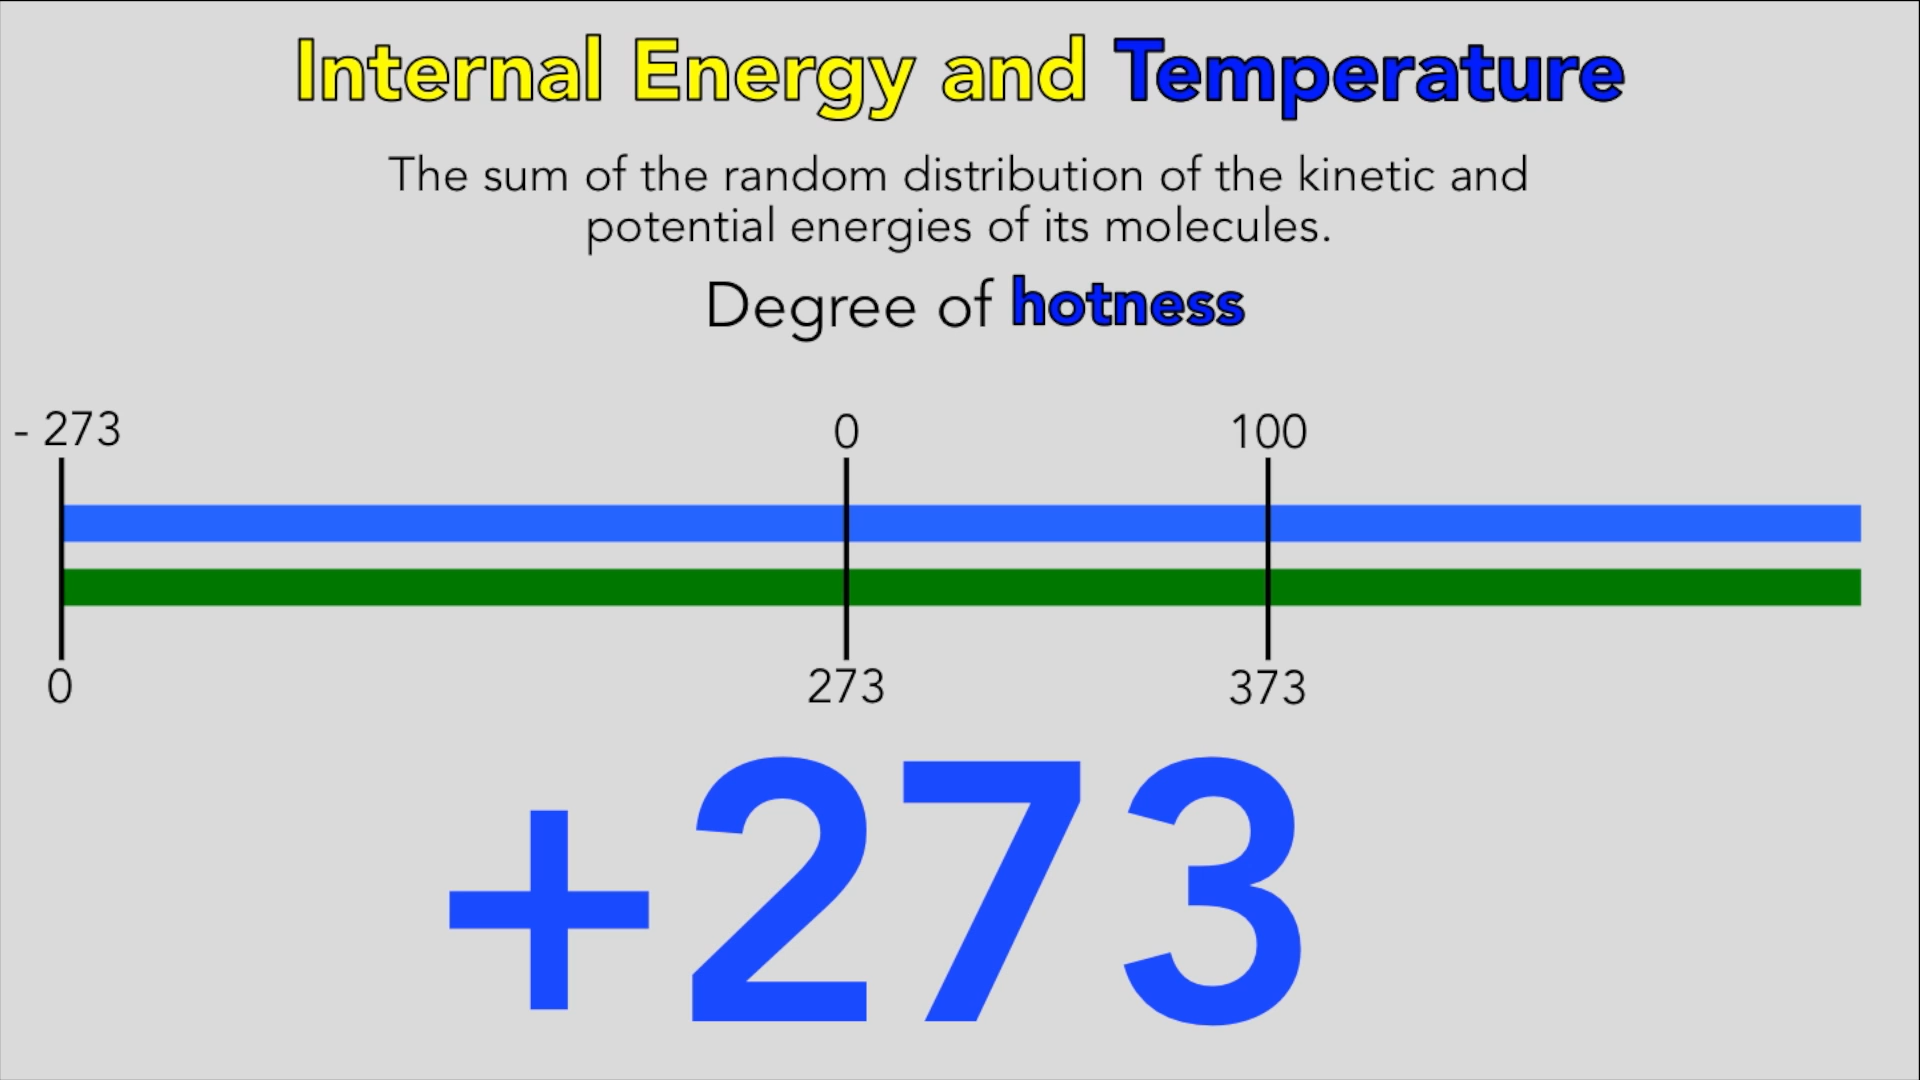 Internal Energy and Temperature
The sum of the random distribution of the kinetic and
potential energies of its molecules.
Degree of hotness
- 273 0 100
0 273 373
+273